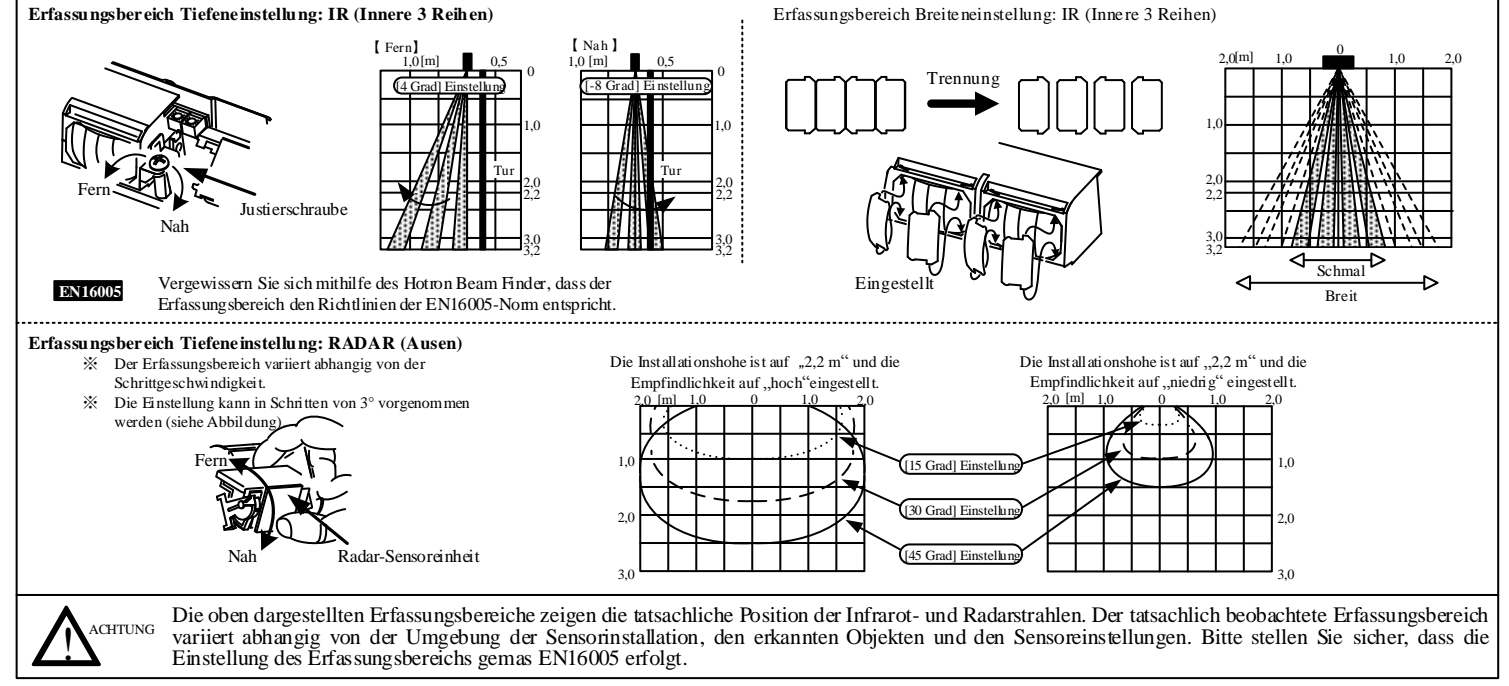 Erfassungsbereich Tiefeneinstellung: IR (Innere 3 Reihen)
【 Fern】
1,0 [m] 0,5
0
[4 Grad] Einstellung
1,0
Tur
2,0
2,2
3,0
3,2
【 Nah 】
1,0 [m] 0,5
0
[-8 Grad] Einstellung
1,0
Tur
2,0
2,2
3,0
3,2
Fern
Nah
Justierschraube
EN16005
Vergewissern Sie sich mithilfe des Hotron Beam Finder, dass der
Erfassungsbereich den Richtlinien der EN16005-Norm entspricht.
Erfassungsbereich Breiteneinstellung: IR (Innere 3 Reihen)
Trennung
Eingestellt
2,0[m] 1,0 0 1,0 2,0
1,0
2,0
2,2
3,0
3,2
Schmal
Breit
Erfassungsbereich Tiefeneinstellung: RADAR (Ausen)
※ Der Erfassungsbereich variiert abhangig von der
Schrittgeschwindigkeit.
※ Die Einstellung kann in Schritten von 3° vorgenommen
werden (siehe Abbildung)
Fern
Nah
Radar-Sensoreinheit
Die Installationshohe ist auf „2,2 m“ und die
Empfindlichkeit auf „hoch“eingestellt.
2,0 [m] 1,0 0 1,0 2,0
1,0
2,0
3,0
[15 Grad] Einstellung
[30 Grad] Einstellung
[45 Grad] Einstellung
Die Installationshohe ist auf „2,2 m“ und die
Empfindlichkeit auf „niedrig“ eingestellt.
2,0 [m] 1,0 0 1,0 2,0
1,0
2,0
3,0
ACHTUNG
Die oben dargestellten Erfassungsbereiche zeigen die tatsachliche Position der Infrarot- und Radarstrahlen. Der tatsachlich beobachtete Erfassungsbereich
variiert abhangig von der Umgebung der Sensorinstallation, den erkannten Objekten und den Sensoreinstellungen. Bitte stellen Sie sicher, dass die
Einstellung des Erfassungsbereichs gemas EN16005 erfolgt.